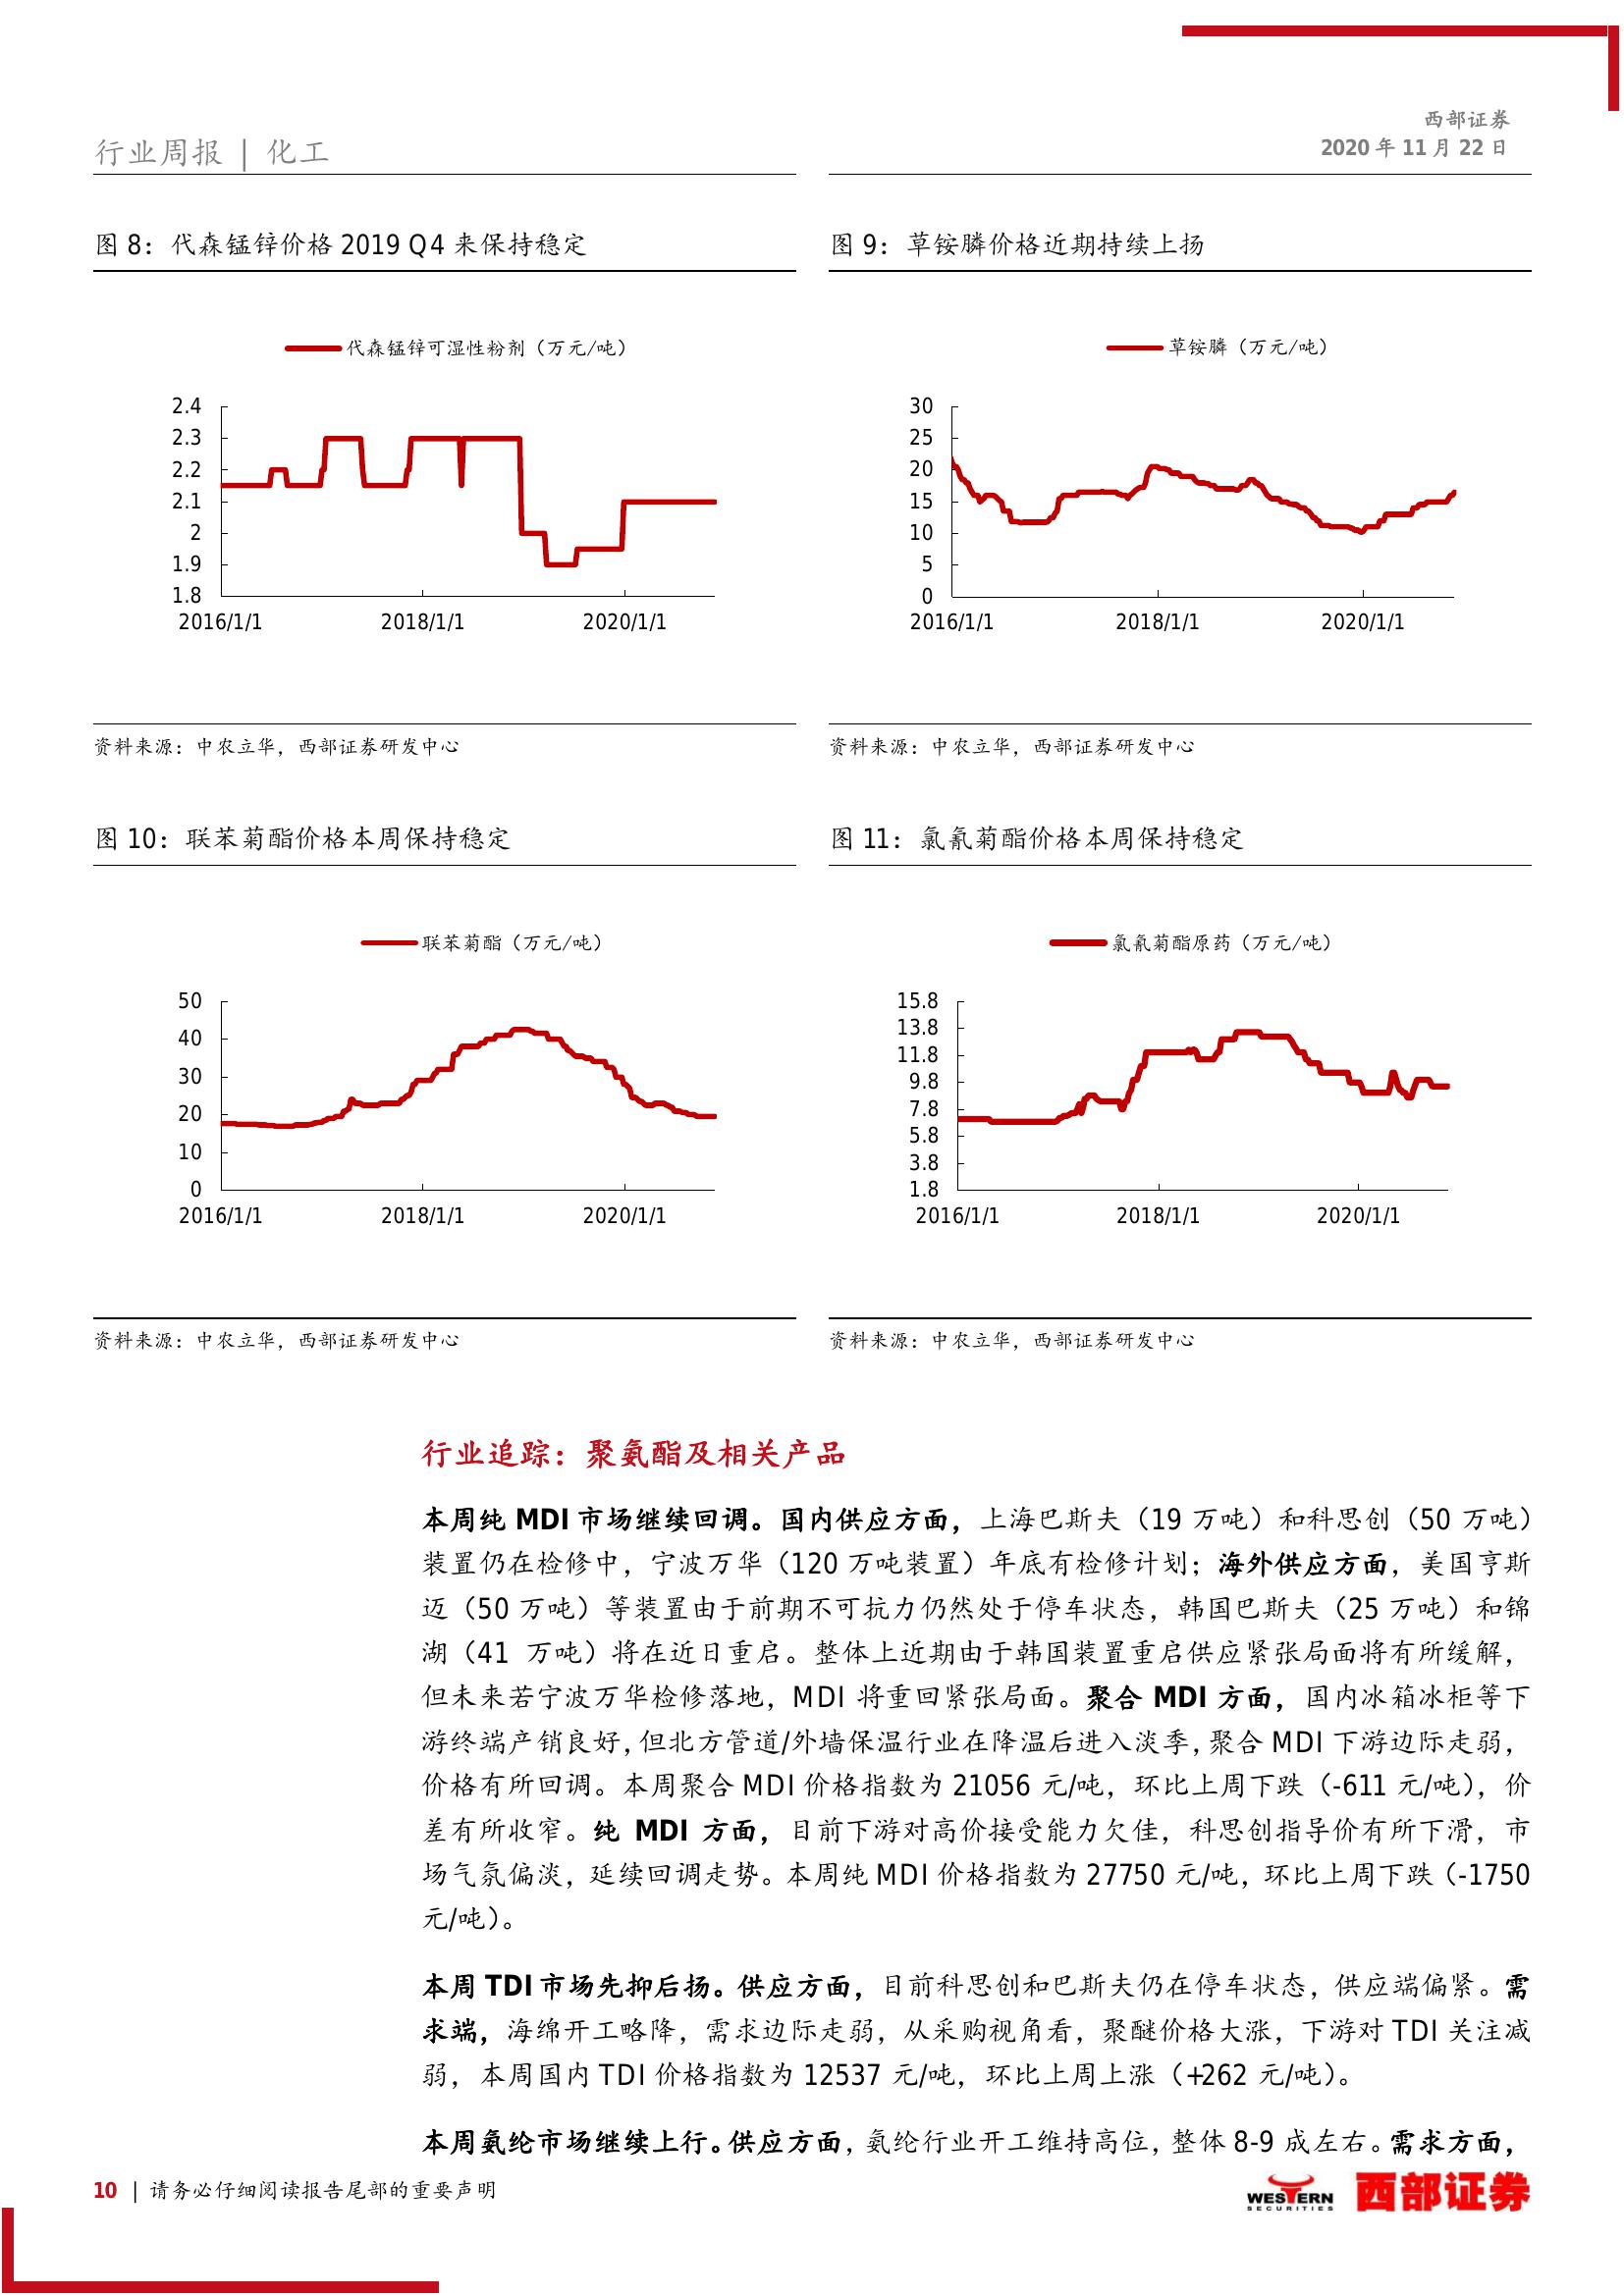 西部证券
2020 年 11 月 22 日
行业周报 | 化工
图 8：代森锰锌价格 2019 Q4 来保持稳定
代森锰锌可湿性粉剂（万元/吨）
2.4
2.3
2.2
2.1
2
1.9
1.8
2016/1/1 2018/1/1 2020/1/1
资料来源：中农立华，西部证券研发中心
图 9：草铵膦价格近期持续上扬
草铵膦（万元/吨）
30
25
20
15
10
5
0
2016/1/1 2018/1/1 2020/1/1
资料来源：中农立华，西部证券研发中心
图 10：联苯菊酯价格本周保持稳定
联苯菊酯（万元/吨）
50
40
30
20
10
0
2016/1/1 2018/1/1 2020/1/1
资料来源：中农立华，西部证券研发中心
图 11：氯氰菊酯价格本周保持稳定
氯氰菊酯原药（万元/吨）
15.8
13.8
11.8
9.8
7.8
5.8
3.8
1.8
2016/1/1 2018/1/1 2020/1/1
资料来源：中农立华，西部证券研发中心
行业追踪：聚氨酯及相关产品
本周纯 MDI 市场继续回调。国内供应方面，上海巴斯夫（19 万吨）和科思创（50 万吨）
装置仍在检修中，宁波万华（120 万吨装置）年底有检修计划；海外供应方面，美国亨斯
迈（50 万吨）等装置由于前期不可抗力仍然处于停车状态，韩国巴斯夫（25 万吨）和锦
湖（41 万吨）将在近日重启。整体上近期由于韩国装置重启供应紧张局面将有所缓解，
但未来若宁波万华检修落地，MDI 将重回紧张局面。聚合 MDI 方面，国内冰箱冰柜等下
游终端产销良好，但北方管道/外墙保温行业在降温后进入淡季，聚合 MDI 下游边际走弱，
价格有所回调。本周聚合 MDI 价格指数为 21056 元/吨，环比上周下跌（-611 元/吨），价
差有所收窄。纯 MDI 方面，目前下游对高价接受能力欠佳，科思创指导价有所下滑，市
场气氛偏淡，延续回调走势。本周纯 MDI 价格指数为 27750 元/吨，环比上周下跌（-1750
元/吨）。
本周 TDI 市场先抑后扬。供应方面，目前科思创和巴斯夫仍在停车状态，供应端偏紧。需
求端，海绵开工略降，需求边际走弱，从采购视角看，聚醚价格大涨，下游对 TDI 关注减
弱，本周国内 TDI 价格指数为 12537 元/吨，环比上周上涨（+262 元/吨）。
本周氨纶市场继续上行。供应方面，氨纶行业开工维持高位，整体 8-9 成左右。需求方面，
10 | 请务必仔细阅读报告尾部的重要声明
WESTERN
SECURITIES
西部证券